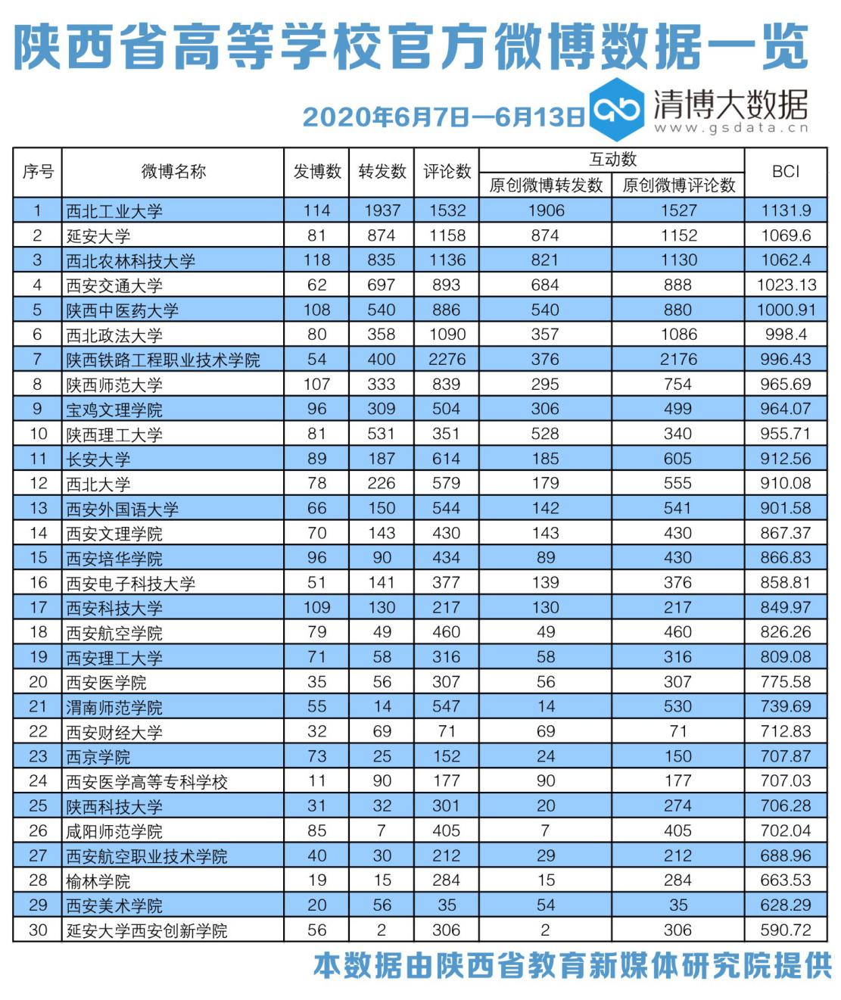 陕西省高等学校官方微博数据一览
2020年6月7日—6月13日 清博大数据
www.gsdata.cn
序号 微博名称 发博数 转发数 评论数 互动数 BCI
原创微博转发数 原创微博评论数
1 西北工业大学 114 1937 1532 1906 1527 1131.9
2 延安大学 81 874 1158 874 1152 1069.6
3 西北农林科技大学 118 835 1136 821 1130 1062.4
4 西安交通大学 62 697 893 684 888 1023.13
5 陕西中医药大学 108 540 886 540 880 1000.91
6 西北政法大学 80 358 1090 357 1086 998.4
7 陕西铁路工程职业技术学院 54 400 2276 376 2176 996.43
8 陕西师范大学 107 333 839 295 754 965.69
9 宝鸡文理学院 96 309 504 306 499 964.07
10 陕西理工大学 81 531 351 528 340 955.71
11 长安大学 89 187 614 185 605 912.56
12 西北大学 78 226 579 179 555 910.08
13 西安外国语大学 66 150 544 142 541 901.58
14 西安文理学院 70 143 430 143 430 867.37
15 西安培华学院 96 90 434 89 430 866.83
16 西安电子科技大学 51 141 377 139 376 858.81
17 西安科技大学 109 130 217 130 217 849.97
18 西安航空学院 79 49 460 49 460 826.26
19 西安理工大学 71 58 316 58 316 809.08
20 西安医学院 35 56 307 56 307 775.58
21 渭南师范学院 55 14 547 14 530 739.69
22 西安财经大学 32 69 71 69 71 712.83
23 西京学院 73 25 152 24 150 707.87
24 西安医学高等专科学校 11 90 177 90 177 707.03
25 陕西科技大学 31 32 301 20 274 706.28
26 咸阳师范学院 85 7 405 7 405 702.04
27 西安航空职业技术学院 40 30 212 29 212 688.96
28 榆林学院 19 15 284 15 284 663.53
29 西安美术学院 20 56 35 54 35 628.29
30 延安大学西安创新学院 56 2 306 2 306 590.72
本数据由陕西省教育新媒体研究院提供